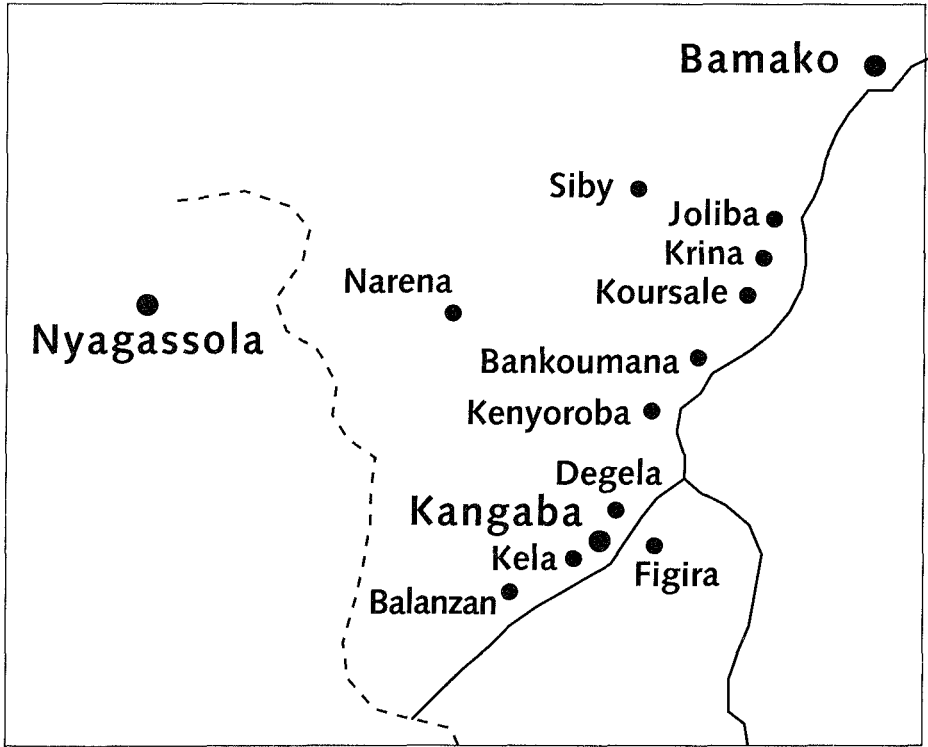 Bamako
Siby
Joliba
Krina
Narena
Koursale
Nyagassola
Bankoumana
Kenyoroba
Degela
Kangaba
Kela
Figira
Balanzan